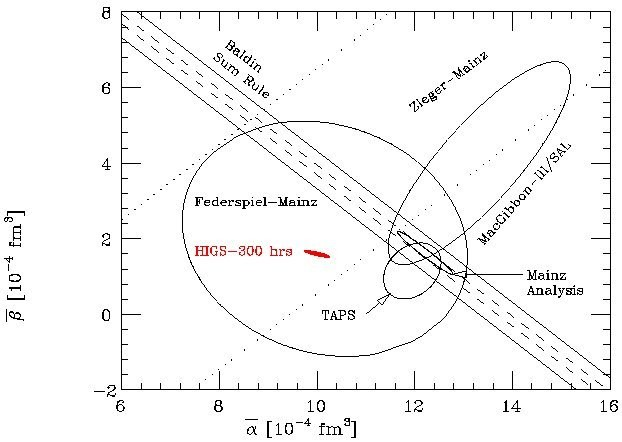 8
6
4
2
0
−2
6
8
10
12
14
16
β̅ [10⁻⁴ fm³]
α̅ [10⁻⁴ fm³]
Baldin
Sum Rule
Zieger−Mainz
MacGibbon−Ill/SAL
Federspiel−Mainz
HIGS−300 hrs
TAPS
Mainz
Analysis